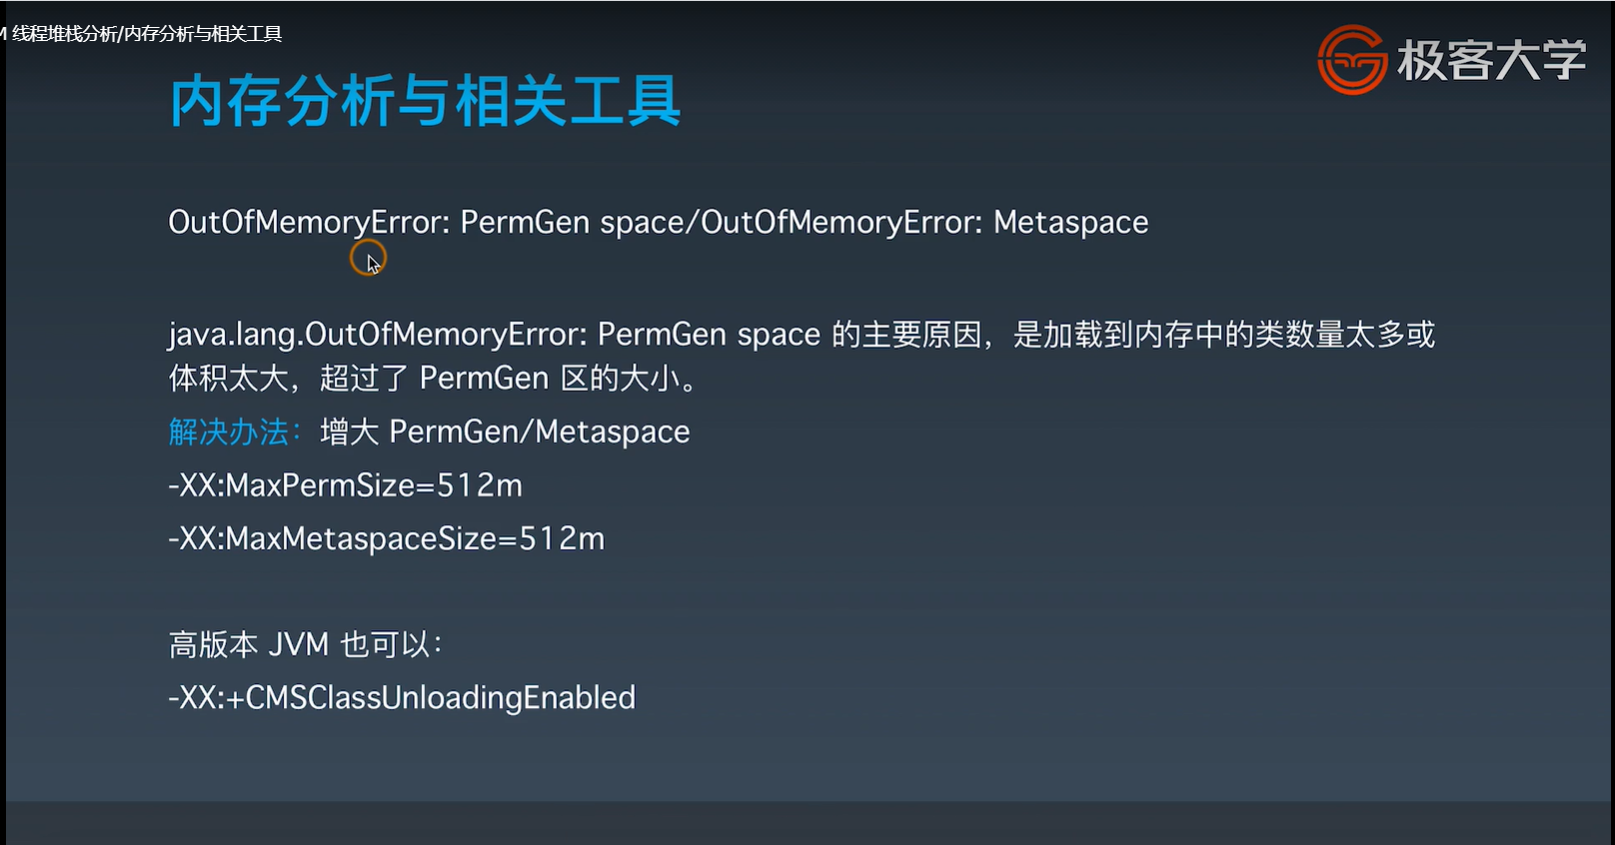 线程堆栈分析/内存分析与相关工具
极客大学
内存分析与相关工具
OutOfMemoryError: PermGen space/OutOfMemoryError: Metaspace
java.lang.OutOfMemoryError: PermGen space 的主要原因，是加载到内存中的类数量太多或
体积太大，超过了 PermGen 区的大小。
解决办法：增大 PermGen/Metaspace
-XX:MaxPermSize=512m
-XX:MaxMetaspaceSize=512m
高版本 JVM 也可以：
-XX:+CMSClassUnloadingEnabled